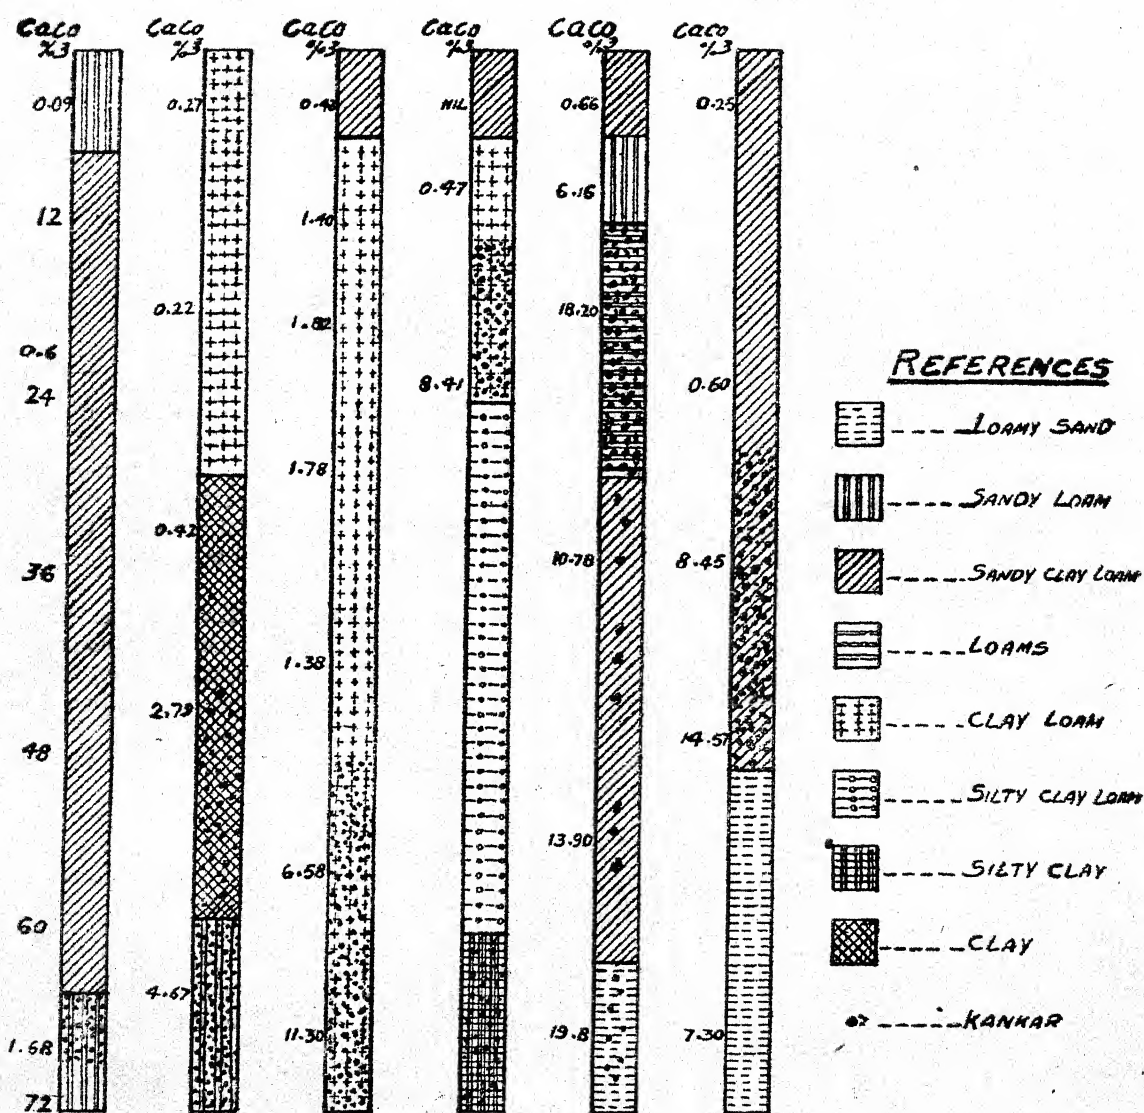 CaCo %3
0.09
12
0.6
24
36
48
60
1.68
72
CaCo %3
0.27
0.22
0.42
2.79
4.67
CaCo %3
1.40
1.82
1.78
1.38
6.58
11.30
CaCo %3
NIL
0.47
8.41
CaCo %3
0.66
6.16
18.20
10.78
13.90
19.8
CaCo %3
0.25
0.60
8.45
14.57
7.30
REFERENCES
LOAMY SAND
SANDY LOAM
SANDY CLAY LOAM
LOAMS
CLAY LOAM
SILTY CLAY LOAM
SILTY CLAY
CLAY
KANKAR